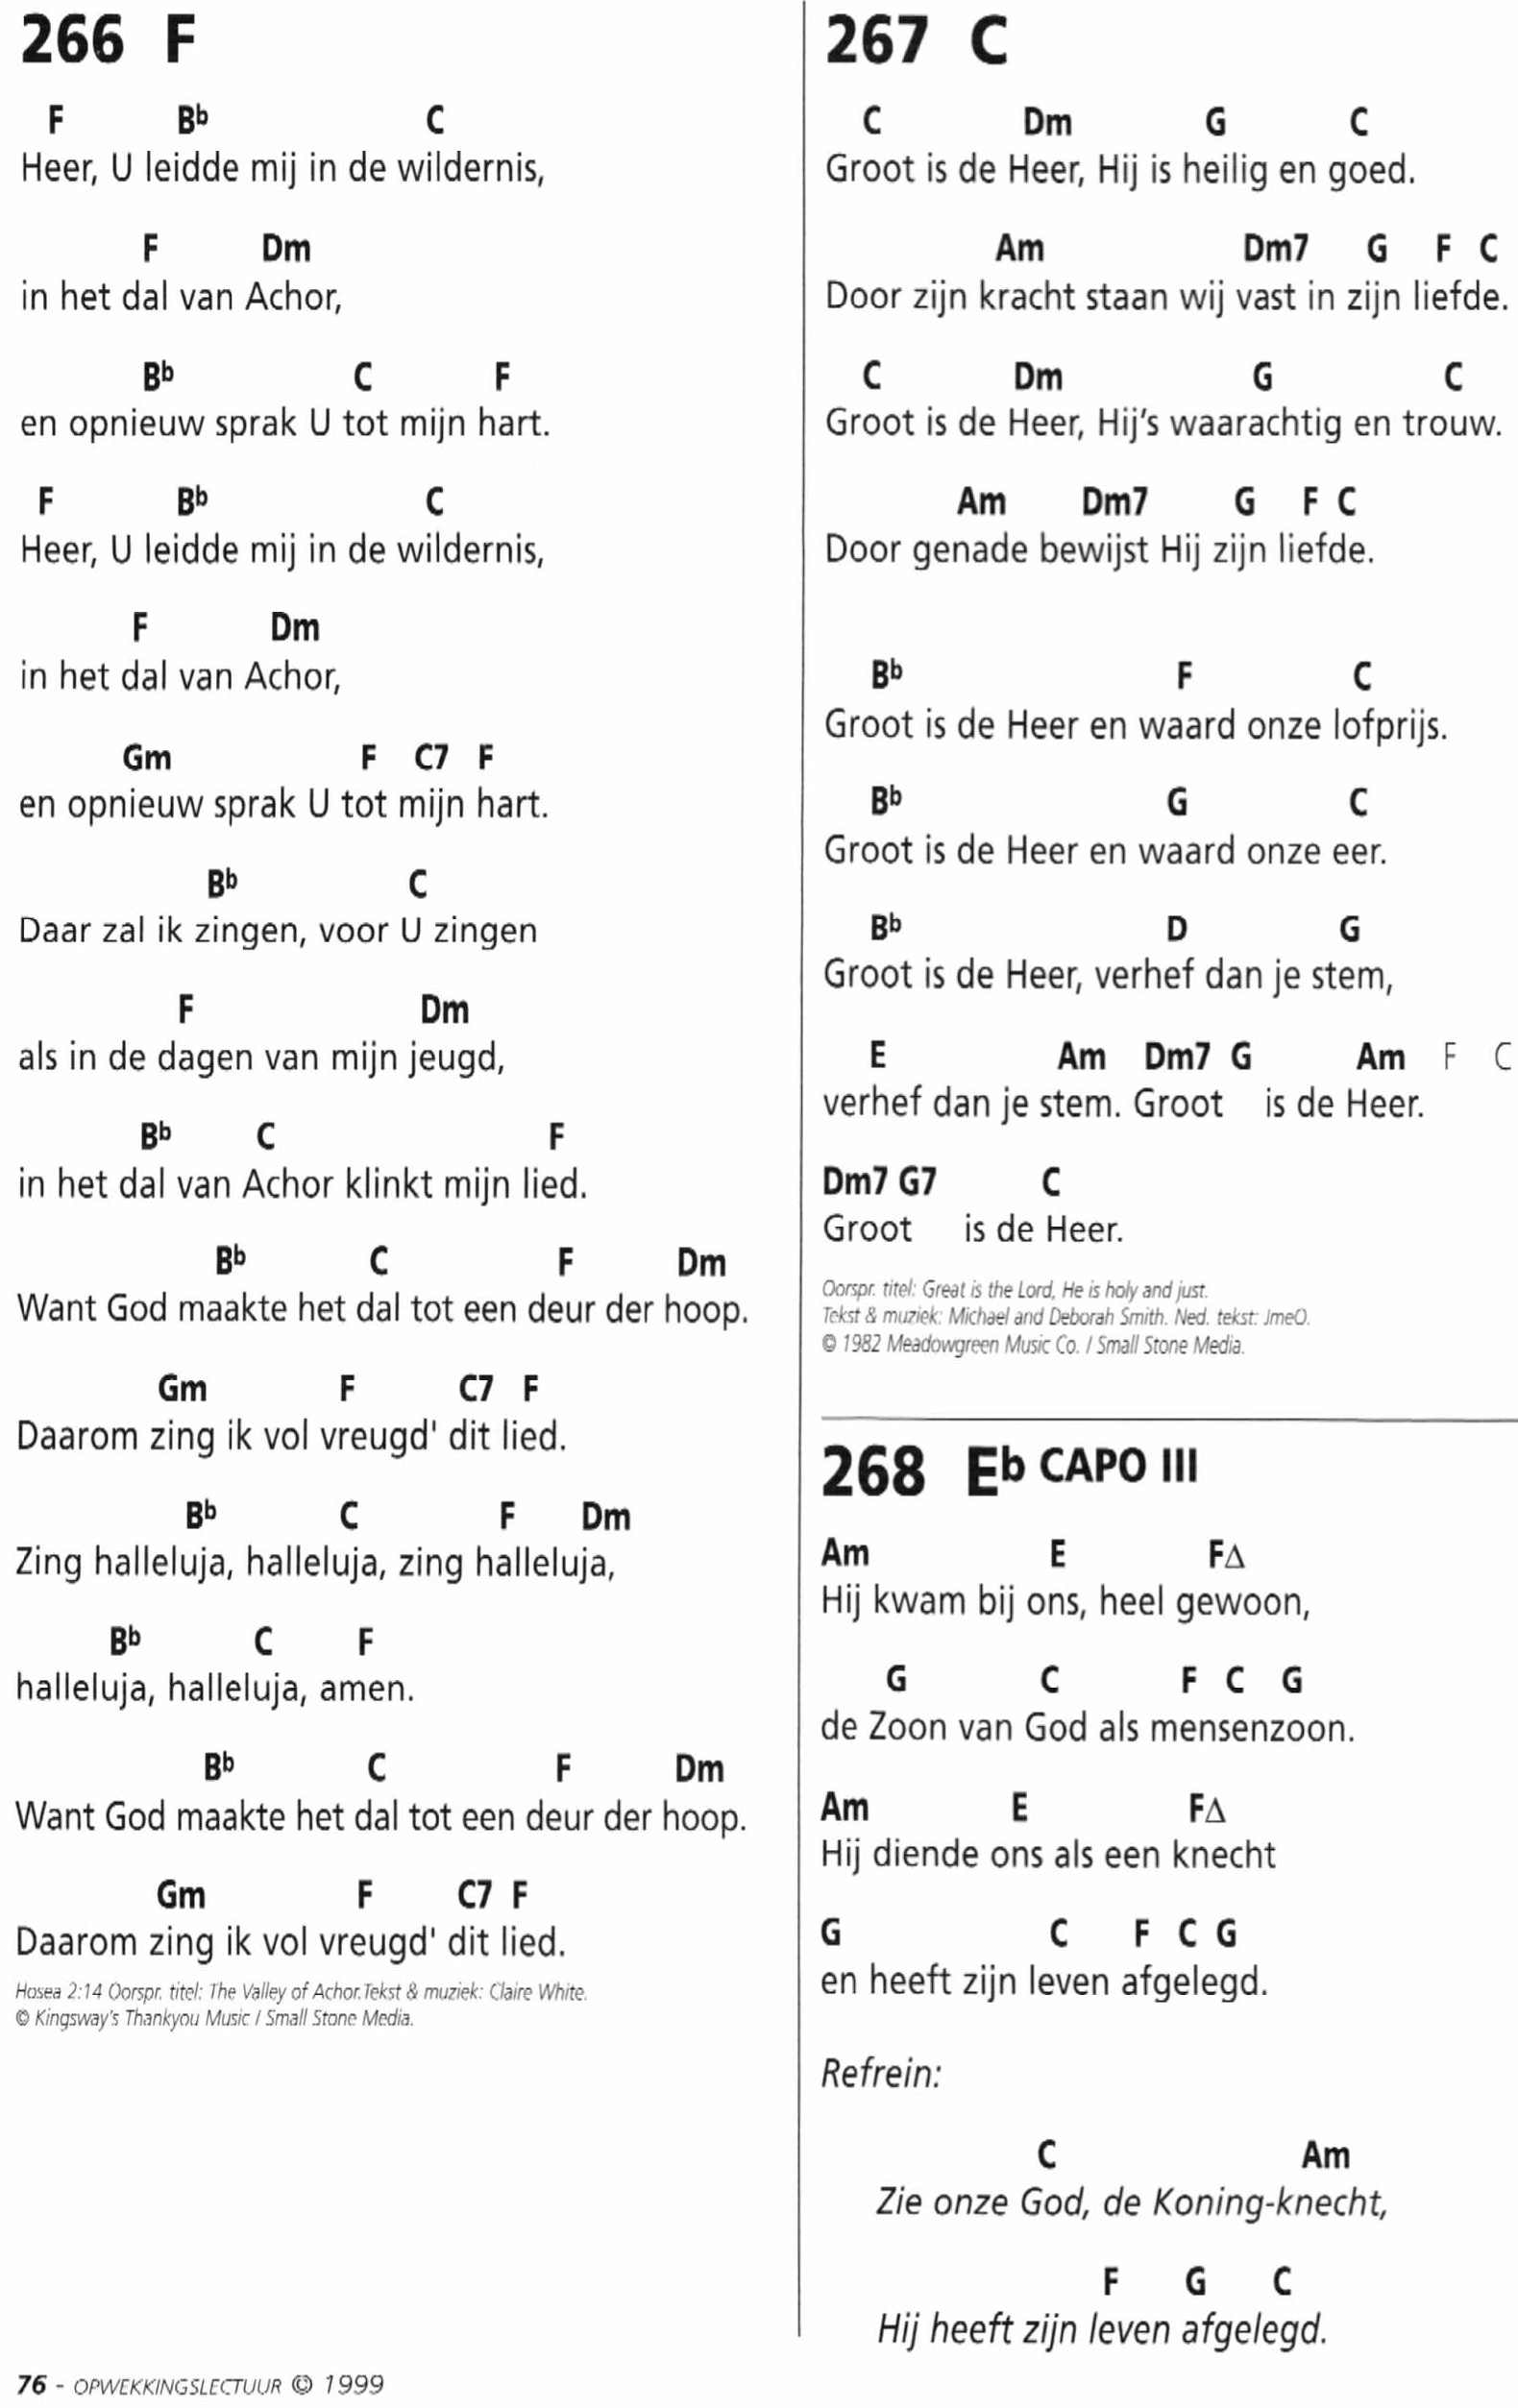 266 F
F Bb C
Heer, U leidde mij in de wildernis,
F Dm
in het dal van Achor,
Bb C F
en opnieuw sprak U tot mijn hart.
F Bb C
Heer, U leidde mij in de wildernis,
F Dm
in het dal van Achor,
Gm F C7 F
en opnieuw sprak U tot mijn hart.
Bb C
Daar zal ik zingen, voor U zingen
F Dm
als in de dagen van mijn jeugd,
Bb C F
in het dal van Achor klinkt mijn lied.
Bb C F Dm
Want God maakte het dal tot een deur der hoop.
Gm F C7 F
Daarom zing ik vol vreugd' dit lied.
Bb C F Dm
Zing halleluja, halleluja, zing halleluja,
Bb C F
halleluja, halleluja, amen.
Bb C F Dm
Want God maakte het dal tot een deur der hoop.
Gm F C7 F
Daarom zing ik vol vreugd' dit lied.
Hosea 2:14 Oorspr. titel: The Valley of Achor.Tekst & muziek: Claire White.
© Kingsway's Thankyou Music / Small Stone Media.
267 C
C Dm G C
Groot is de Heer, Hij is heilig en goed.
Am Dm7 G F C
Door zijn kracht staan wij vast in zijn liefde.
C Dm G C
Groot is de Heer, Hij's waarachtig en trouw.
Am Dm7 G F C
Door genade bewijst Hij zijn liefde.
Bb F C
Groot is de Heer en waard onze lofprijs.
Bb G C
Groot is de Heer en waard onze eer.
Bb D G
Groot is de Heer, verhef dan je stem,
E Am Dm7 G Am F C
verhef dan je stem. Groot is de Heer.
Dm7 G7 C
Groot is de Heer.
Oorspr. titel: Great is the Lord, He is holy and just.
Tekst & muziek: Michael and Deborah Smith. Ned. tekst: JmeO.
© 1982 Meadowgreen Music Co. / Small Stone Media.
268 Eb CAPO III
Am E F∆
Hij kwam bij ons, heel gewoon,
G C F C G
de Zoon van God als mensenzoon.
Am E F∆
Hij diende ons als een knecht
G C F C G
en heeft zijn leven afgelegd.
Refrein:
C Am
Zie onze God, de Koning-knecht,
F G C
Hij heeft zijn leven afgelegd.
76 - OPWEKKINGSLECTUUR © 1999